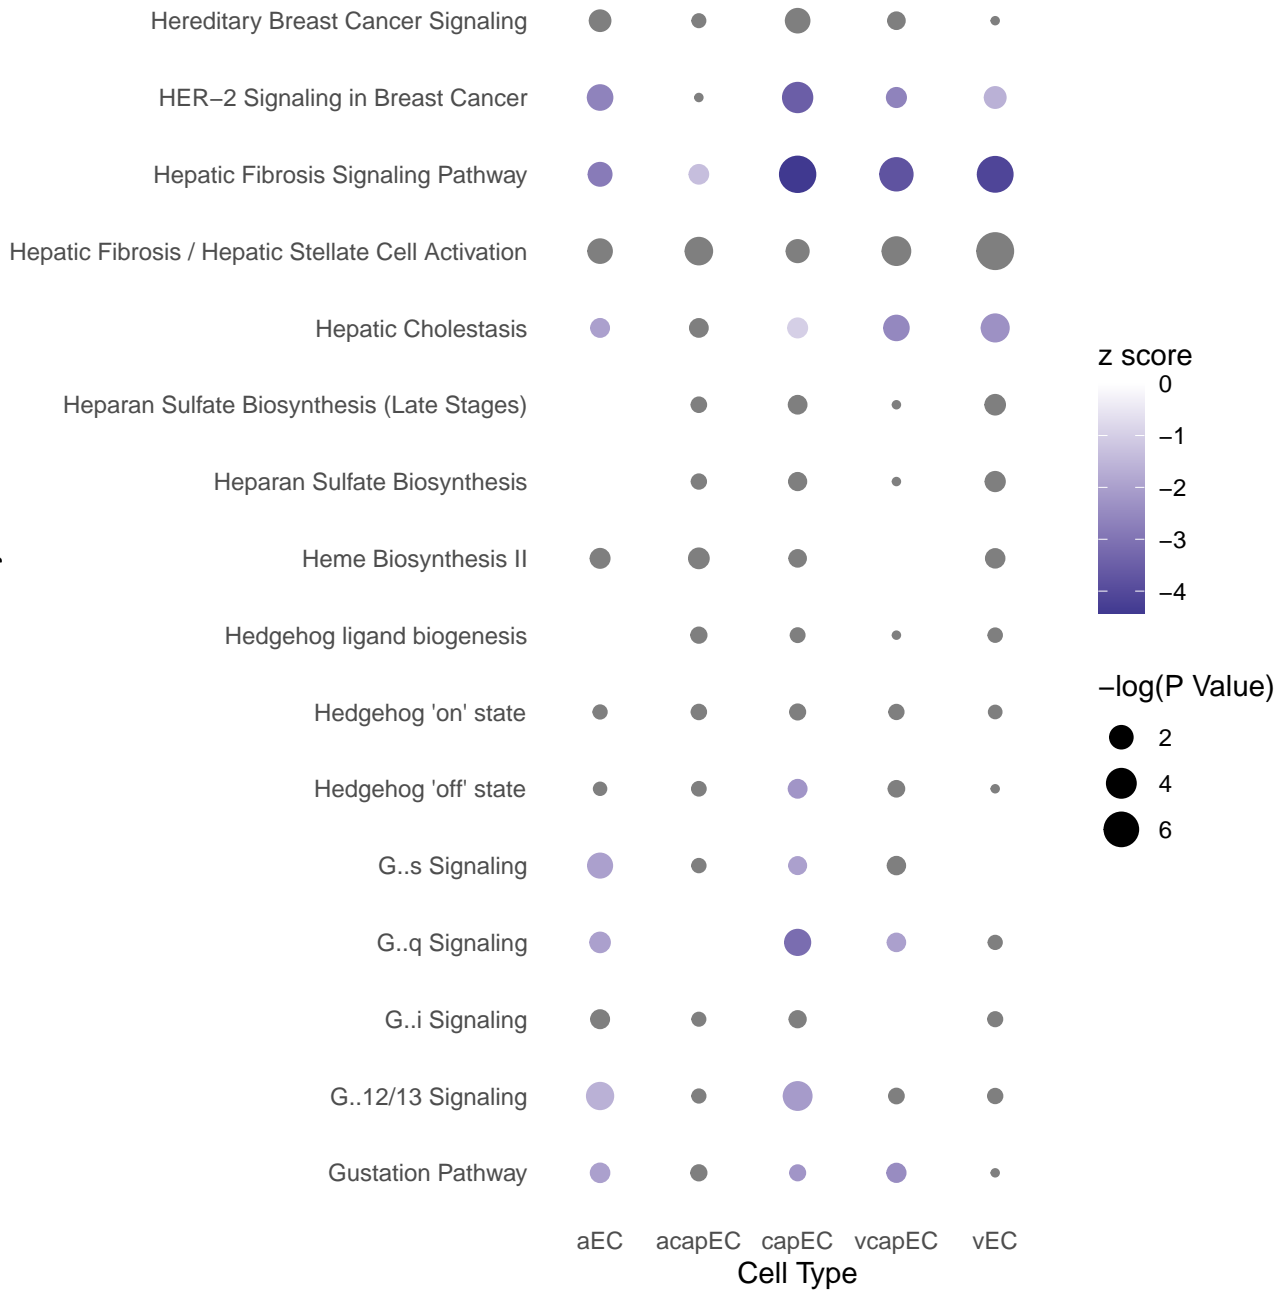 Hereditary Breast Cancer Signaling
HER−2 Signaling in Breast Cancer
Hepatic Fibrosis Signaling Pathway
Hepatic Fibrosis / Hepatic Stellate Cell Activation
Hepatic Cholestasis
Heparan Sulfate Biosynthesis (Late Stages)
Heparan Sulfate Biosynthesis
Heme Biosynthesis II
Hedgehog ligand biogenesis
Hedgehog 'on' state
Hedgehog 'off' state
G..s Signaling
G..q Signaling
G..i Signaling
G..12/13 Signaling
Gustation Pathway
aEC acapEC capEC vcapEC vEC
Cell Type
z score
0
−1
−2
−3
−4
−log(P Value)
2
4
6